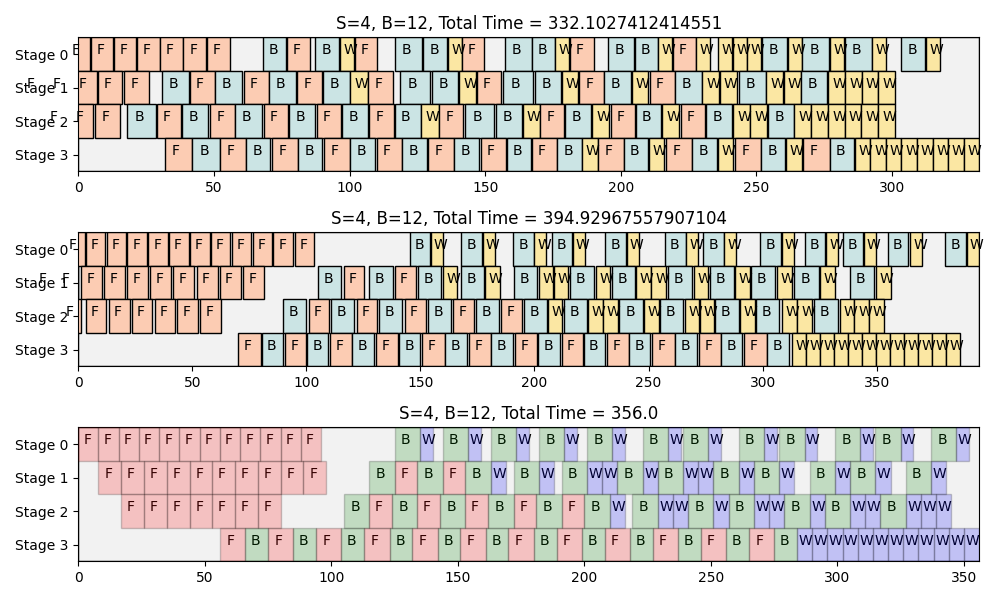 S=4, B=12, Total Time = 332.1027412414551
Stage 0 F F F F F F F B F B W F B B W F B B W F B B W F W W W W B W B W B W B W
Stage 1 F F F F F B F B F B F B W F B B W F B B W F B W F B W W B W W B W W W W
Stage 2 F F F B F B F B F B F B F B W F B B W F B W F B W F B W W B W W W W W W
Stage 3 F B F B F B F B F B F B F B F B W F B W F B W F B W F B W W W W W W W W
0 50 100 150 200 250 300
S=4, B=12, Total Time = 394.92967557907104
Stage 0 F F F F F F F F F F F F B W B W B W B W B W B W B W B W B W B W B W B W
Stage 1 F F F F F F F F F F B F B F B W B W B W W B W B W W B W B W B W B W B W
Stage 2 F F F F F F F B F B F B F B F B F B W B W W B W B W W B W B W W B W W W
Stage 3 F B F B F B F B F B F B F B F B F B F B F B F B W W W W W W W W W W W W
0 50 100 150 200 250 300 350
S=4, B=12, Total Time = 356.0
Stage 0 F F F F F F F F F F F F B W B W B W B W B W B W B W B W B W B W B W B W
Stage 1 F F F F F F F F F F B F B F B W B W B W W B W B W W B W B W B W B W B W
Stage 2 F F F F F F F B F B F B F B F B F B W B W W B W B W W B W B W W B W W W
Stage 3 F B F B F B F B F B F B F B F B F B F B F B F B W W W W W W W W W W W W
0 50 100 150 200 250 300 350